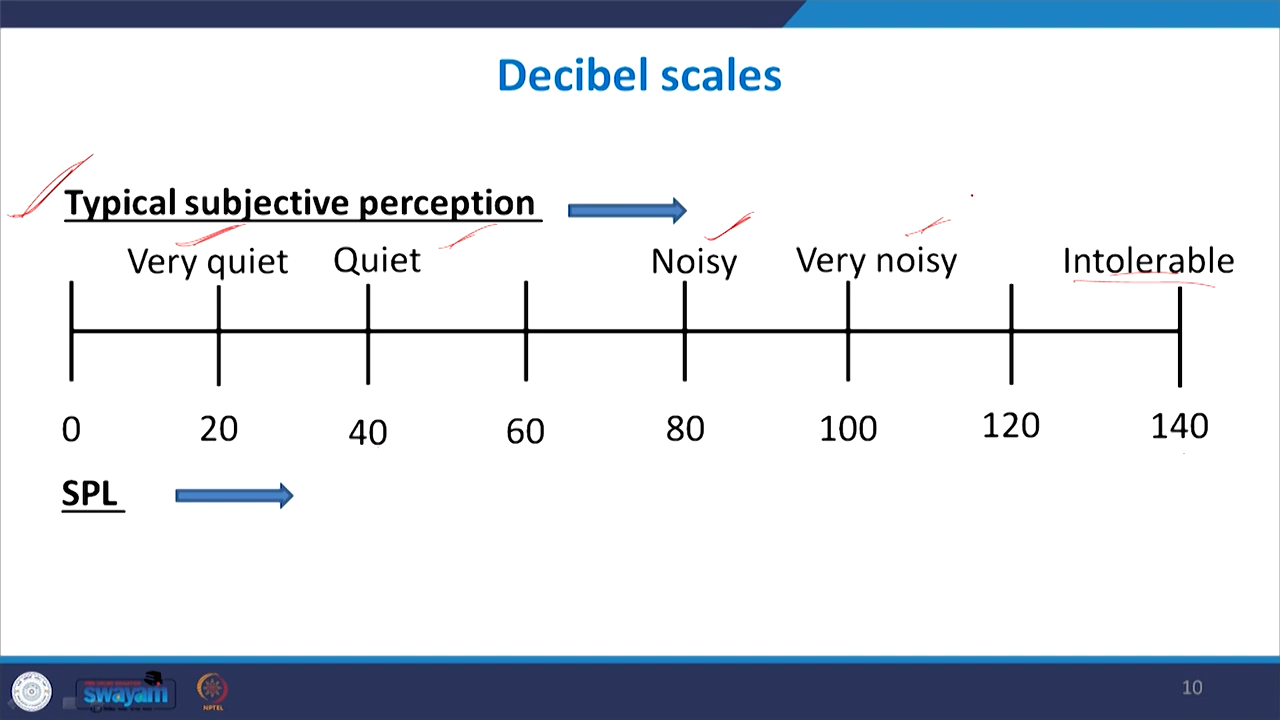 Decibel scales
Typical subjective perception
Very quiet Quiet Noisy Very noisy Intolerable
0 20 40 60 80 100 120 140
SPL
swayam
NPTEL
10